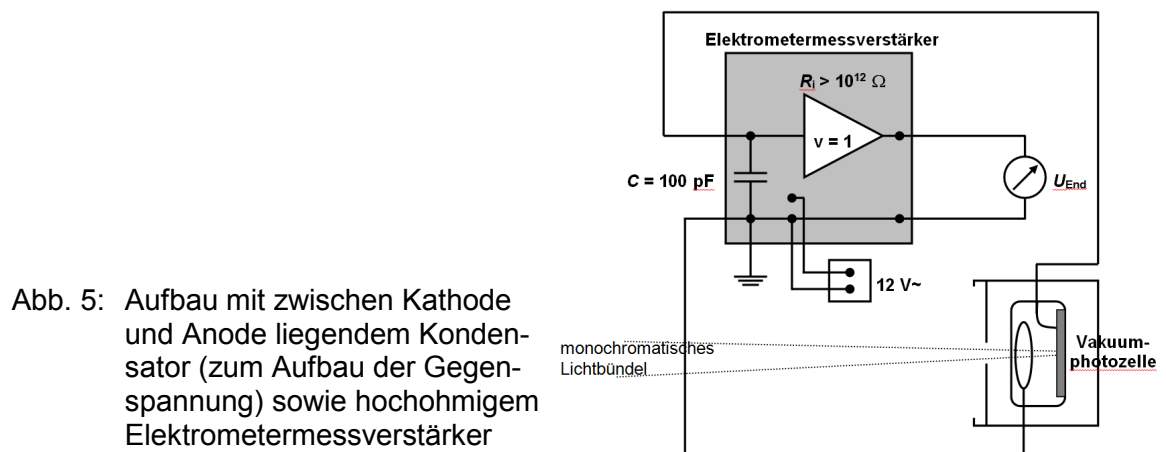 Elektrometermessverstärker
Rᵢ > 10¹² Ω
v = 1
C = 100 pF
U_End
12 V~
Abb. 5: Aufbau mit zwischen Kathode
und Anode liegendem Konden-
sator (zum Aufbau der Gegen-
spannung) sowie hochohmigem
Elektrometermessverstärker
monochromatisches
Lichtbündel
Vakuum-
photozelle